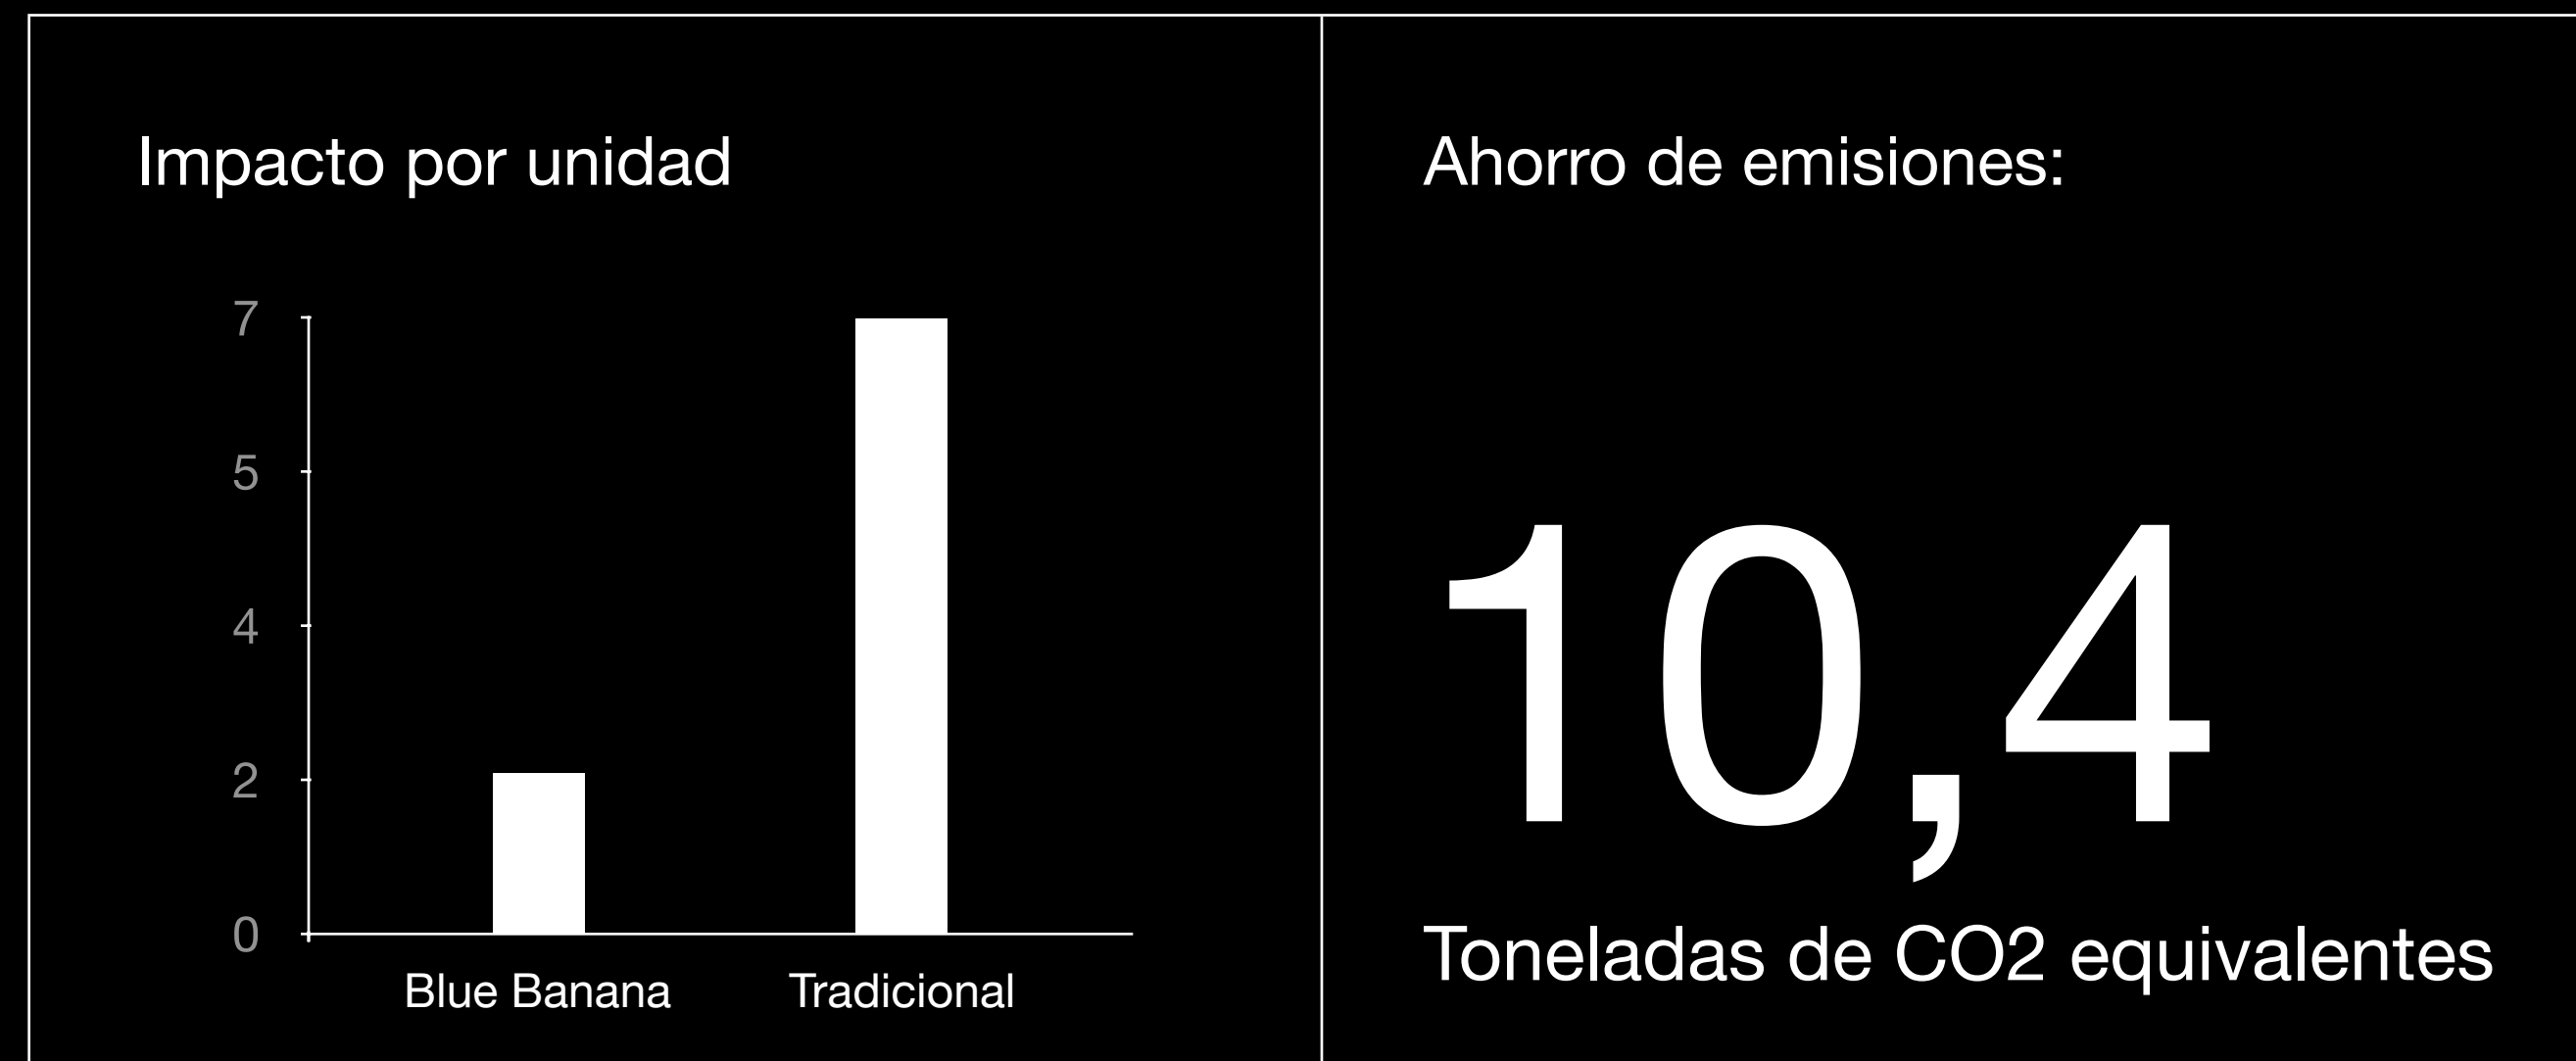 Impacto por unidad
7
5
4
2
0
Blue Banana
Tradicional
Ahorro de emisiones:
10,4
Toneladas de CO2 equivalentes